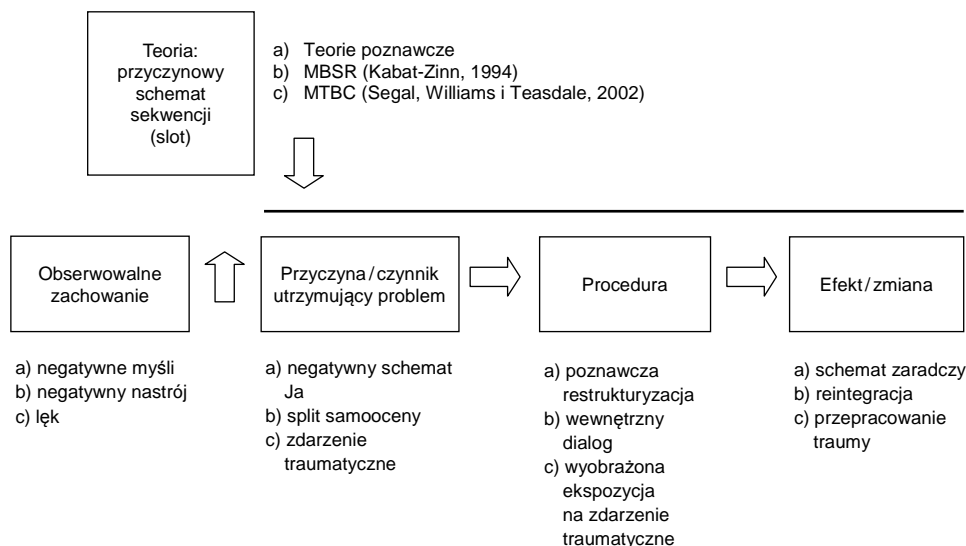 Teoria:
przyczynowy
schemat
sekwencji
(slot)
a) Teorie poznawcze
b) MBSR (Kabat-Zinn, 1994)
c) MTBC (Segal, Williams i Teasdale, 2002)
Obserwowalne
zachowanie
Przyczyna / czynnik
utrzymujący problem
Procedura
Efekt / zmiana
a) negatywne myśli
b) negatywny nastrój
c) lęk
a) negatywny schemat
Ja
b) split samooceny
c) zdarzenie
traumatyczne
a) poznawcza
restrukturyzacja
b) wewnętrzny
dialog
c) wyobrażona
ekspozycja
na zdarzenie
traumatyczne
a) schemat zaradczy
b) reintegracja
c) przepracowanie
traumy